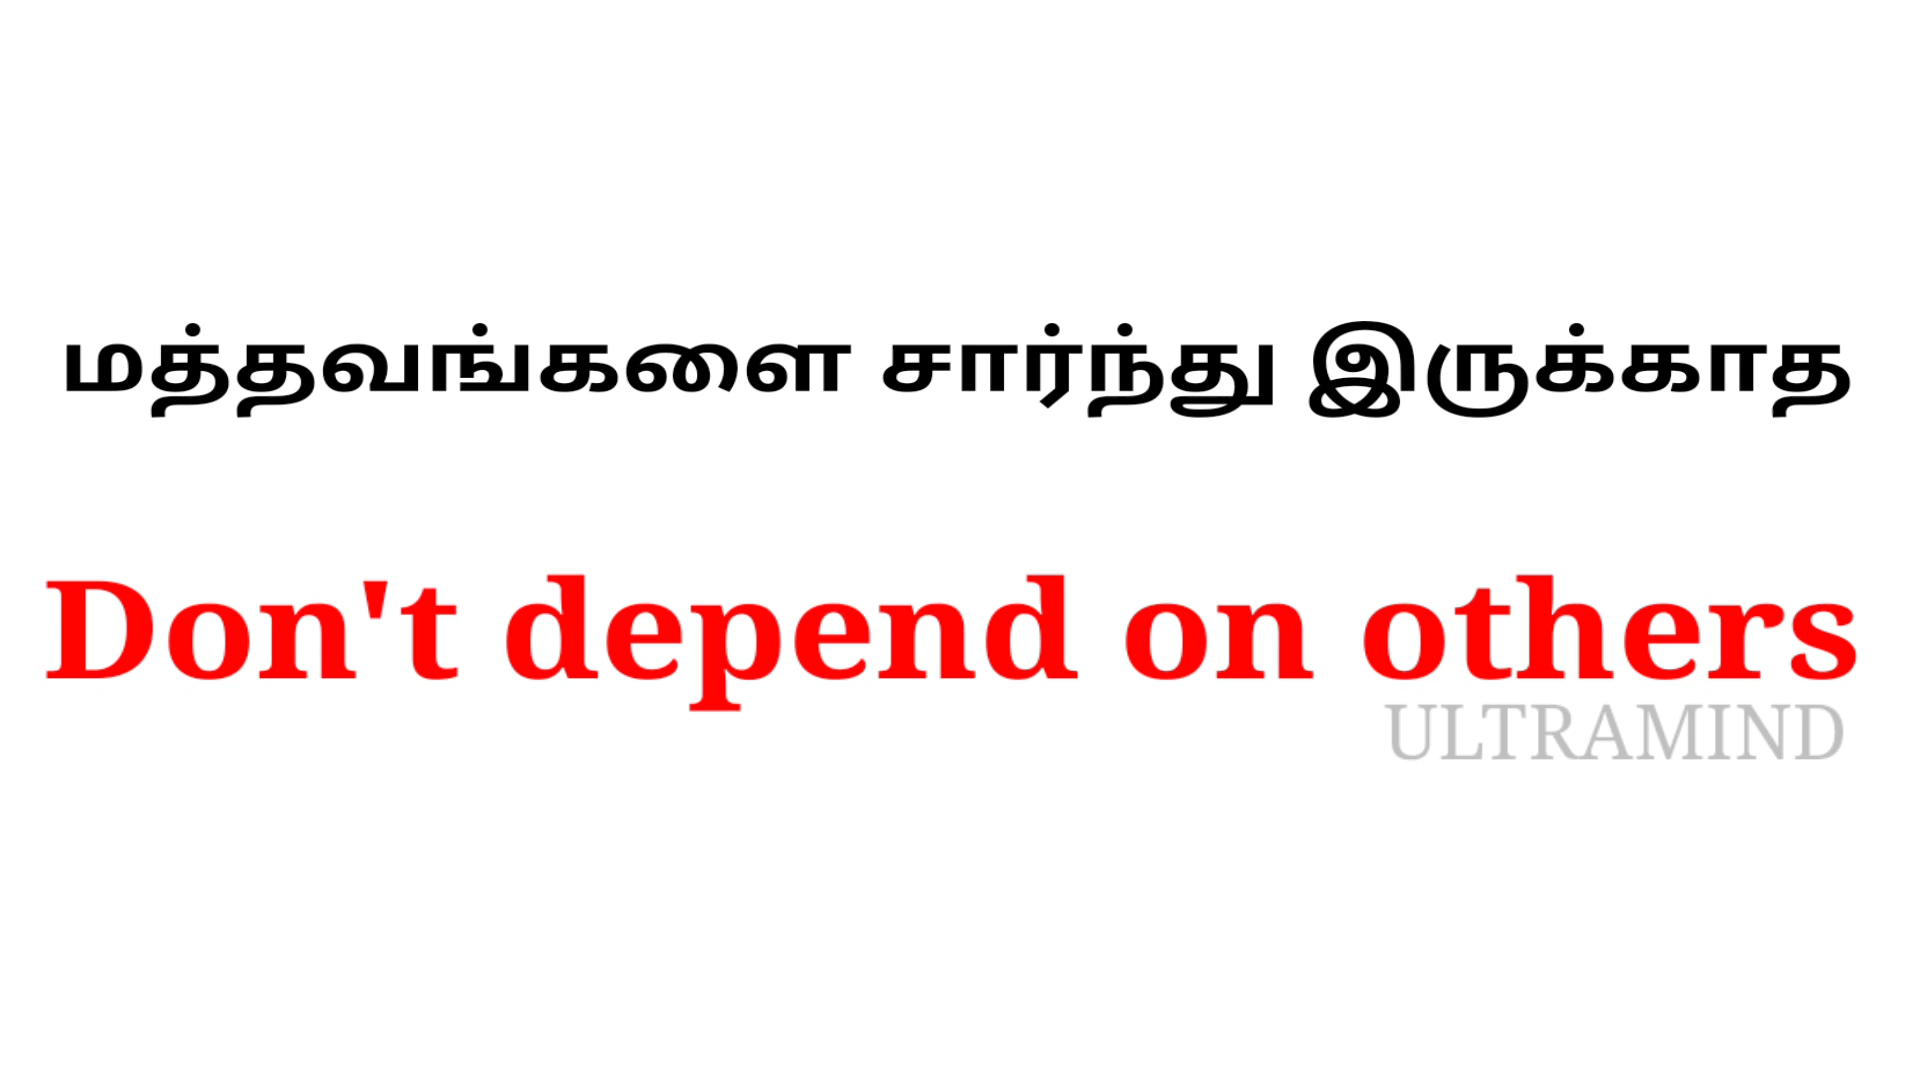 மத்தவங்களை சார்ந்து இருக்காத
Don't depend on others
ULTRAMIND